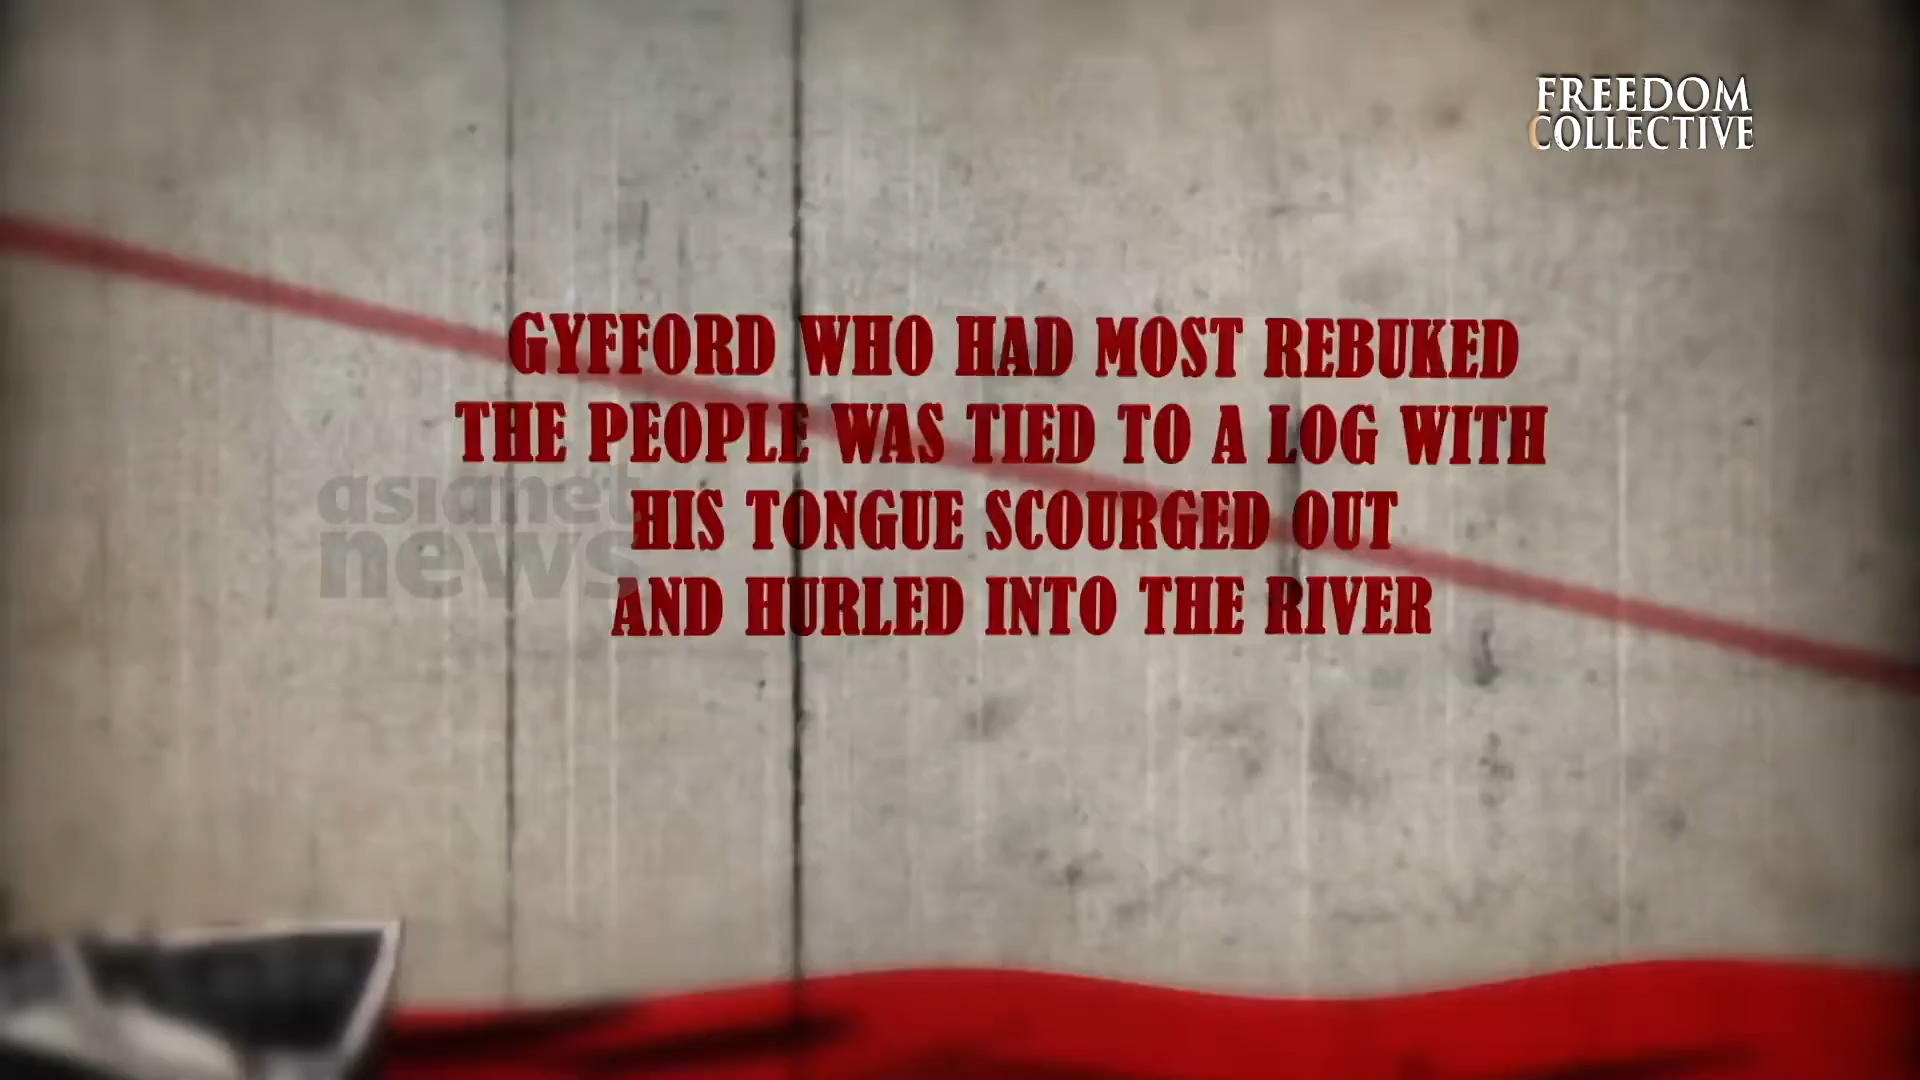 FREEDOM
COLLECTIVE
GYFFORD WHO HAD MOST REBUKED
THE PEOPLE WAS TIED TO A LOG WITH
HIS TONGUE SCOURGED OUT
AND HURLED INTO THE RIVER
asianet
news